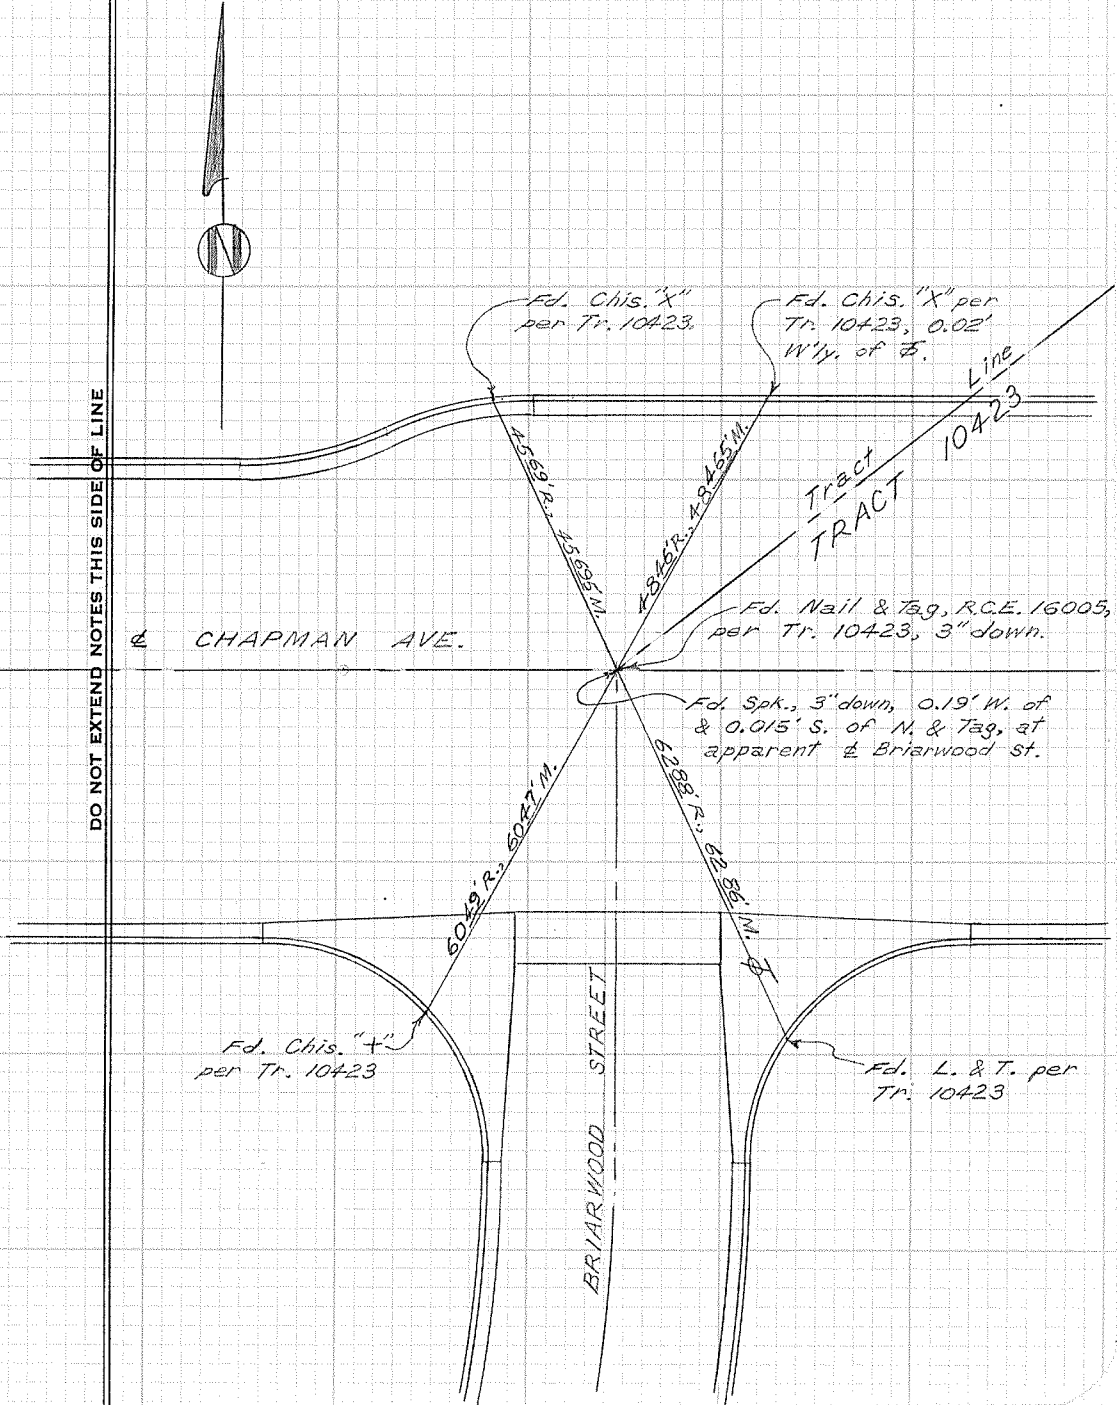 DO NOT EXTEND NOTES THIS SIDE OF LINE
N
Fd. Chis. "X"
per Tr. 10423.
Fd. Chis. "X" per
Tr. 10423, 0.02'
W'ly. of
Tract Line
TRACT 10423
45.69' R., 45.695' M.
48.46' R., 48.465' M.
Fd. Nail & Tag, R.C.E. 16005,
per Tr. 10423, 3" down.
℄ CHAPMAN AVE.
Fd. Spk., 3" down, 0.19' W. of
& 0.015' S. of N. & Tag, at
apparent ℄ Briarwood St.
60.49' R., 60.47' M.
62.88' R., 62.86' M.
Fd. Chis. "+"
per Tr. 10423
Fd. L. & T. per
Tr. 10423
BRIARWOOD STREET